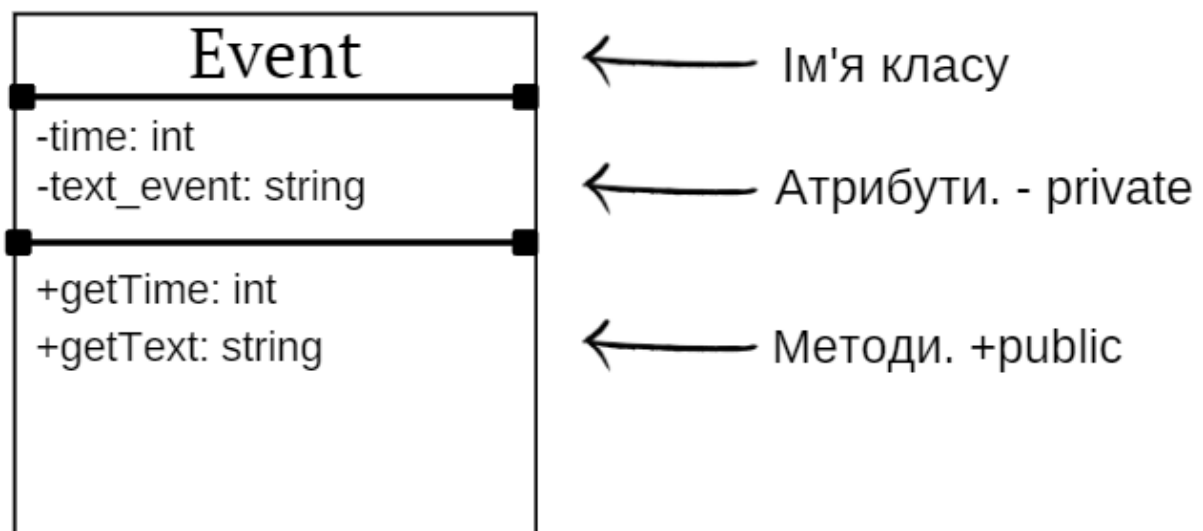 Event
Ім'я класу
-time: int
-text_event: string
Атрибути. - private
+getTime: int
+getText: string
Методи. +public